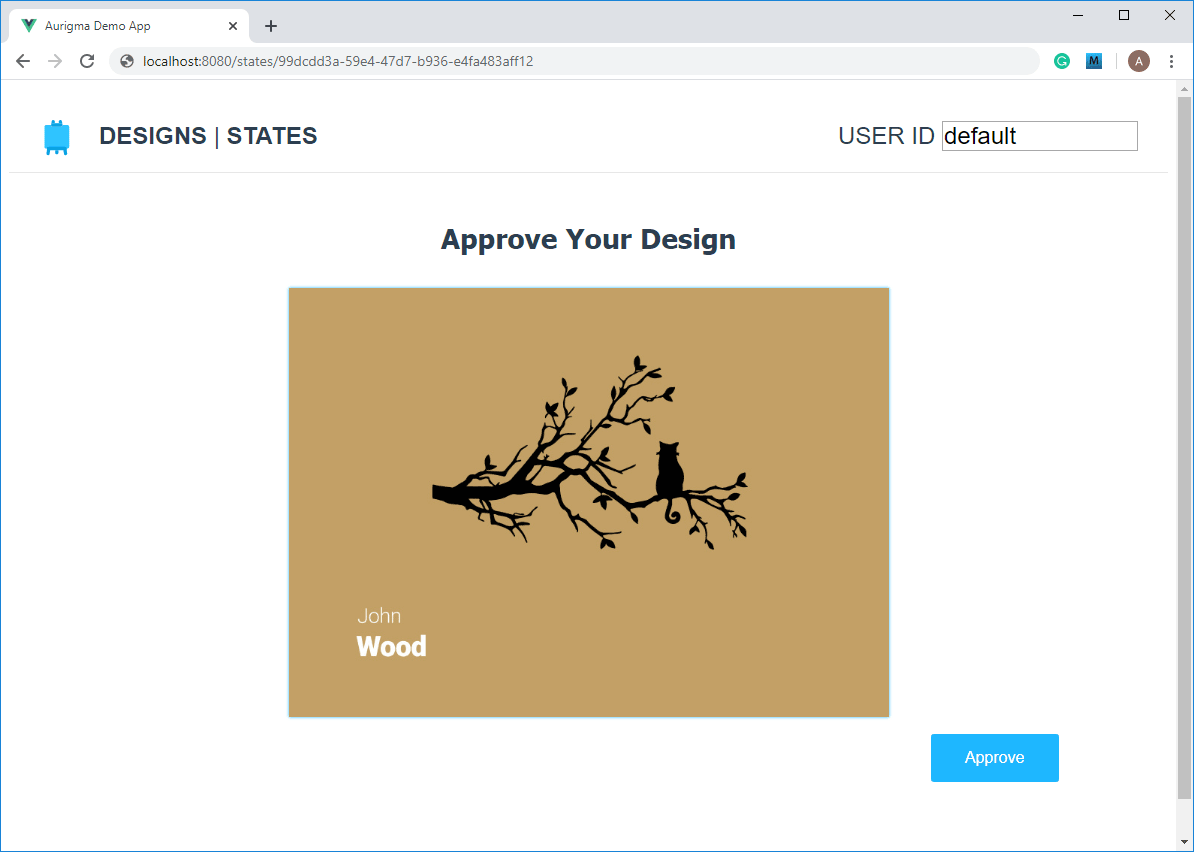 Aurigma Demo App
localhost:8080/states/99dcdd3a-59e4-47d7-b936-e4fa483aff12
G
M
A
DESIGNS | STATES
USER ID default
Approve Your Design
John
Wood
Approve